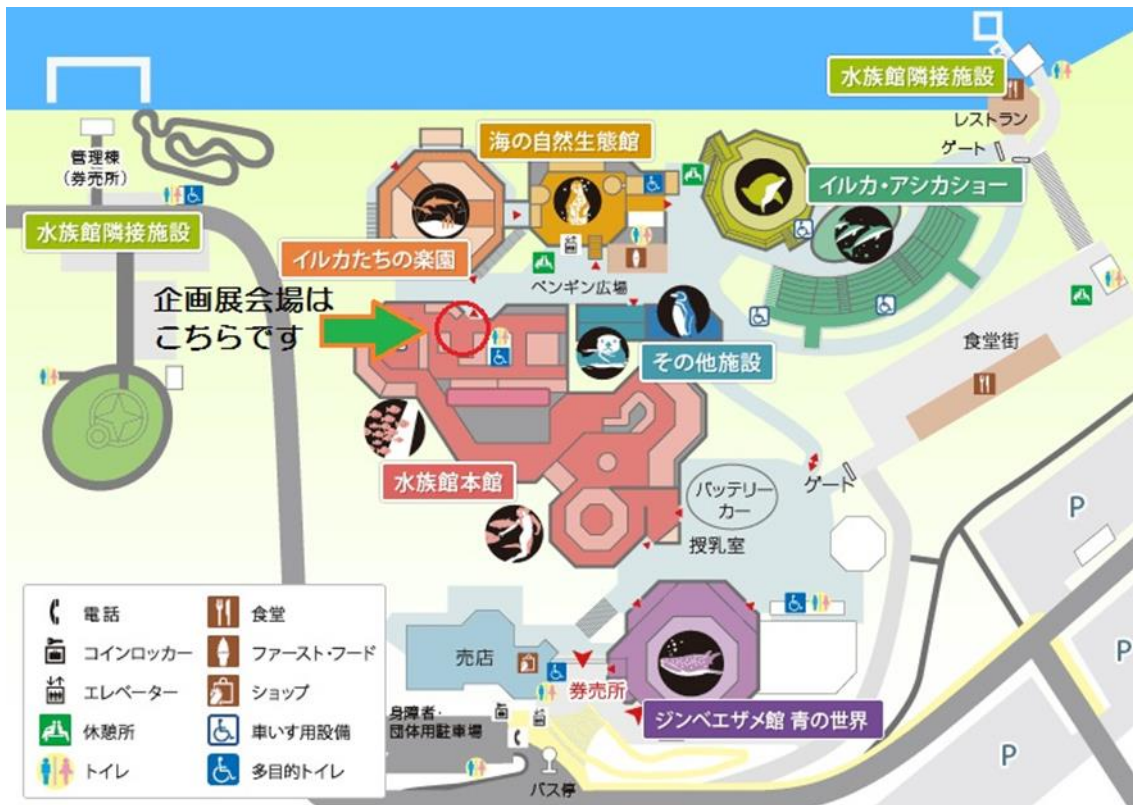 水族館隣接施設
レストラン
ゲート
海の自然生態館
管理棟
(券売所)
イルカ・アシカショー
水族館隣接施設
イルカたちの楽園
ペンギン広場
企画展会場は
こちらです
その他施設
食堂街
水族館本館
バッテリー
カー
ゲート
授乳室
P
P
P
売店
券売所
ジンベエザメ館 青の世界
身障者・
団体用駐車場
バス停
電話
食堂
コインロッカー
ファースト・フード
エレベーター
ショップ
休憩所
車いす用設備
トイレ
多目的トイレ